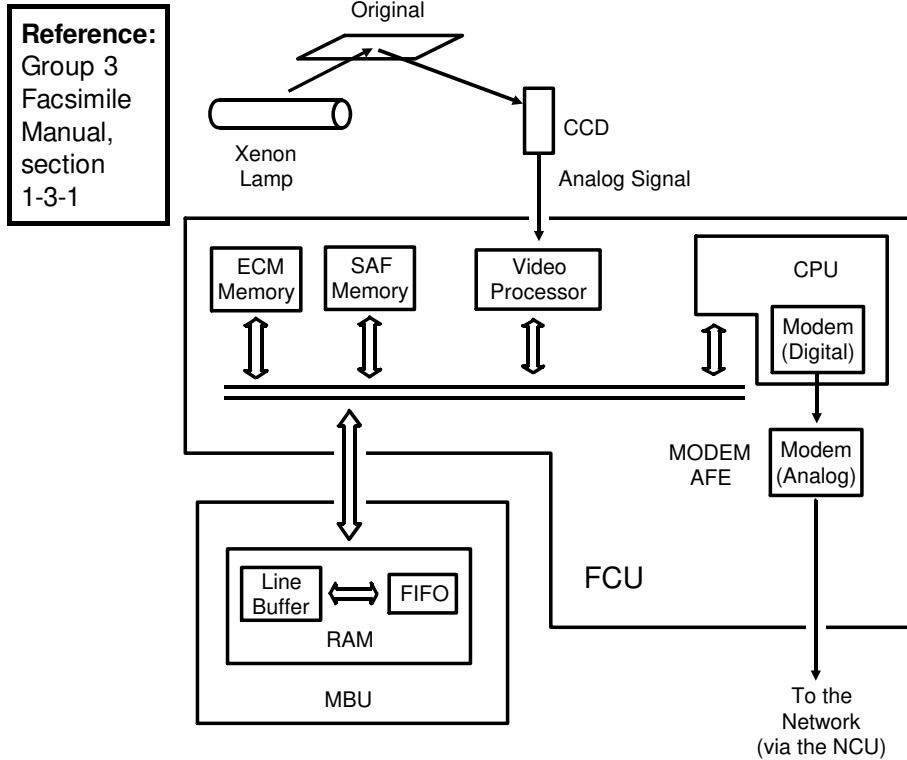 Reference:
Group 3
Facsimile
Manual,
section
1-3-1
Original
Xenon
Lamp
CCD
Analog Signal
ECM
Memory
SAF
Memory
Video
Processor
CPU
Modem
(Digital)
MODEM
AFE
Modem
(Analog)
Line
Buffer
FIFO
RAM
MBU
FCU
To the
Network
(via the NCU)